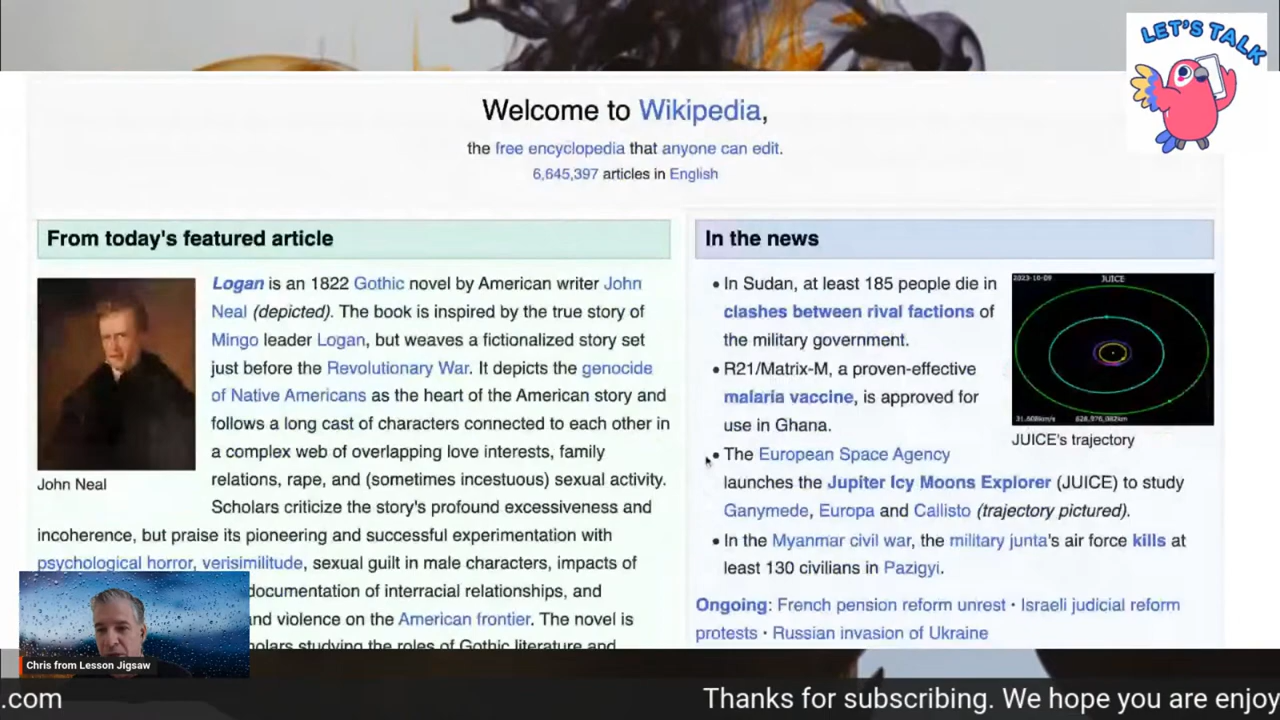 LET'S TALK
Welcome to Wikipedia,
the free encyclopedia that anyone can edit.
6,645,397 articles in English
From today's featured article
Logan is an 1822 Gothic novel by American writer John
Neal (depicted). The book is inspired by the true story of
Mingo leader Logan, but weaves a fictionalized story set
just before the Revolutionary War. It depicts the genocide
of Native Americans as the heart of the American story and
follows a long cast of characters connected to each other in
a complex web of overlapping love interests, family
relations, rape, and (sometimes incestuous) sexual activity.
Scholars criticize the story's profound excessiveness and
incoherence, but praise its pioneering and successful experimentation with
psychological horror, verisimilitude, sexual guilt in male characters, impacts of
documentation of interracial relationships, and
nd violence on the American frontier. The novel is
holars studying the roles of Gothic literature and
John Neal
In the news
• In Sudan, at least 185 people die in
clashes between rival factions of
the military government.
• R21/Matrix-M, a proven-effective
malaria vaccine, is approved for
use in Ghana.
• The European Space Agency
launches the Jupiter Icy Moons Explorer (JUICE) to study
Ganymede, Europa and Callisto (trajectory pictured).
• In the Myanmar civil war, the military junta's air force kills at
least 130 civilians in Pazigyi.
Ongoing: French pension reform unrest · Israeli judicial reform
protests · Russian invasion of Ukraine
2023-10-09 JUICE
JUICE's trajectory
Chris from Lesson Jigsaw
.com Thanks for subscribing. We hope you are enjoy